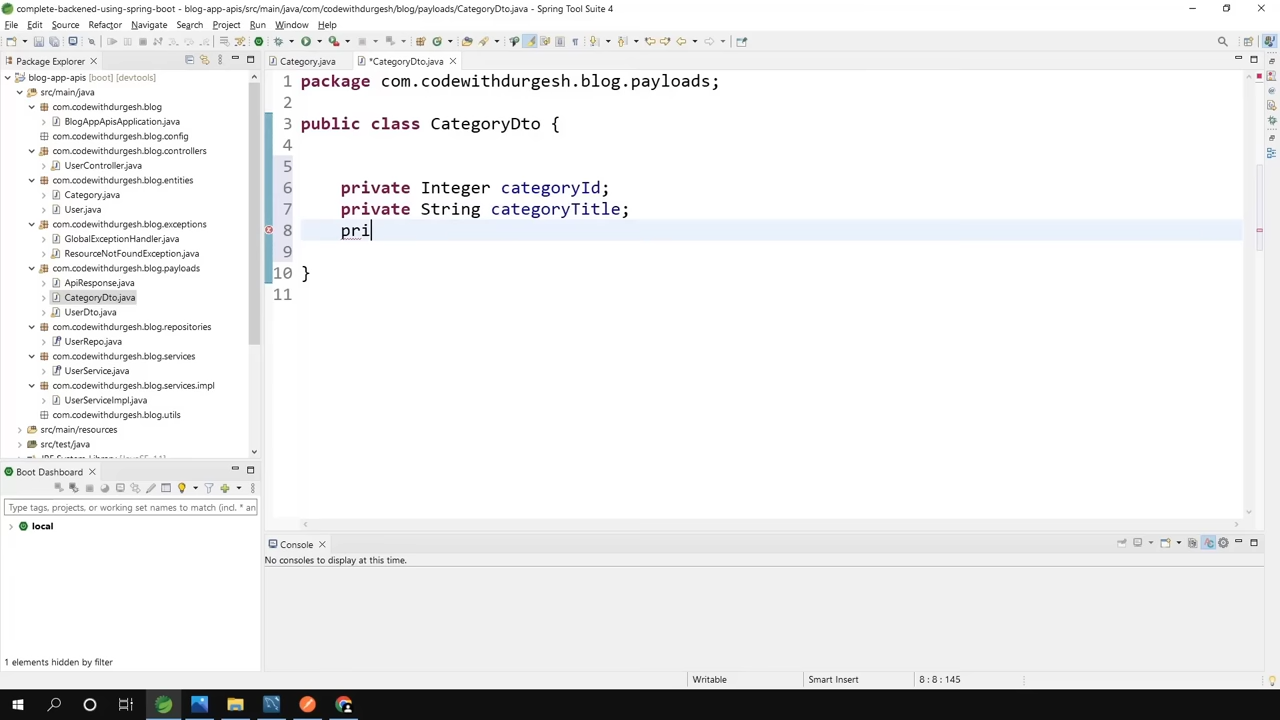 complete-backened-using-spring-boot - blog-app-apis/src/main/java/com/codewithdurgesh/blog/payloads/CategoryDto.java - Spring Tool Suite 4
File Edit Source Refactor Navigate Search Project Run Window Help
Package Explorer
Category.java *CategoryDto.java
blog-app-apis [boot] [devtools]
src/main/java
com.codewithdurgesh.blog
BlogAppApisApplication.java
com.codewithdurgesh.blog.config
com.codewithdurgesh.blog.controllers
UserController.java
com.codewithdurgesh.blog.entities
Category.java
User.java
com.codewithdurgesh.blog.exceptions
GlobalExceptionHandler.java
ResourceNotFoundException.java
com.codewithdurgesh.blog.payloads
ApiResponse.java
CategoryDto.java
UserDto.java
com.codewithdurgesh.blog.repositories
UserRepo.java
com.codewithdurgesh.blog.services
UserService.java
com.codewithdurgesh.blog.services.impl
UserServiceImpl.java
com.codewithdurgesh.blog.utils
src/main/resources
src/test/java
1 package com.codewithdurgesh.blog.payloads;
2
3 public class CategoryDto {
4
5
6 private Integer categoryId;
7 private String categoryTitle;
8 pri
9
10 }
11
Boot Dashboard
Type tags, projects, or working set names to match (incl. * an
local
1 elements hidden by filter
Console
No consoles to display at this time.
Writable Smart Insert 8 : 8 : 145